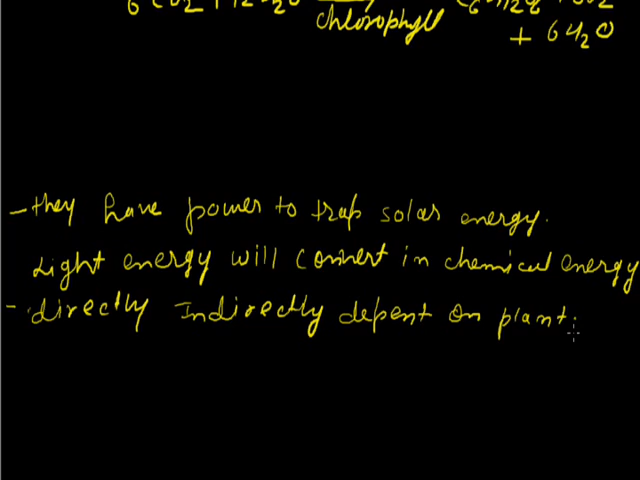 chlorophyll
+ 6H2O
- they have power to trap solar energy.
Light energy will convert in chemical energy
- directly Indirectly depent on plant.